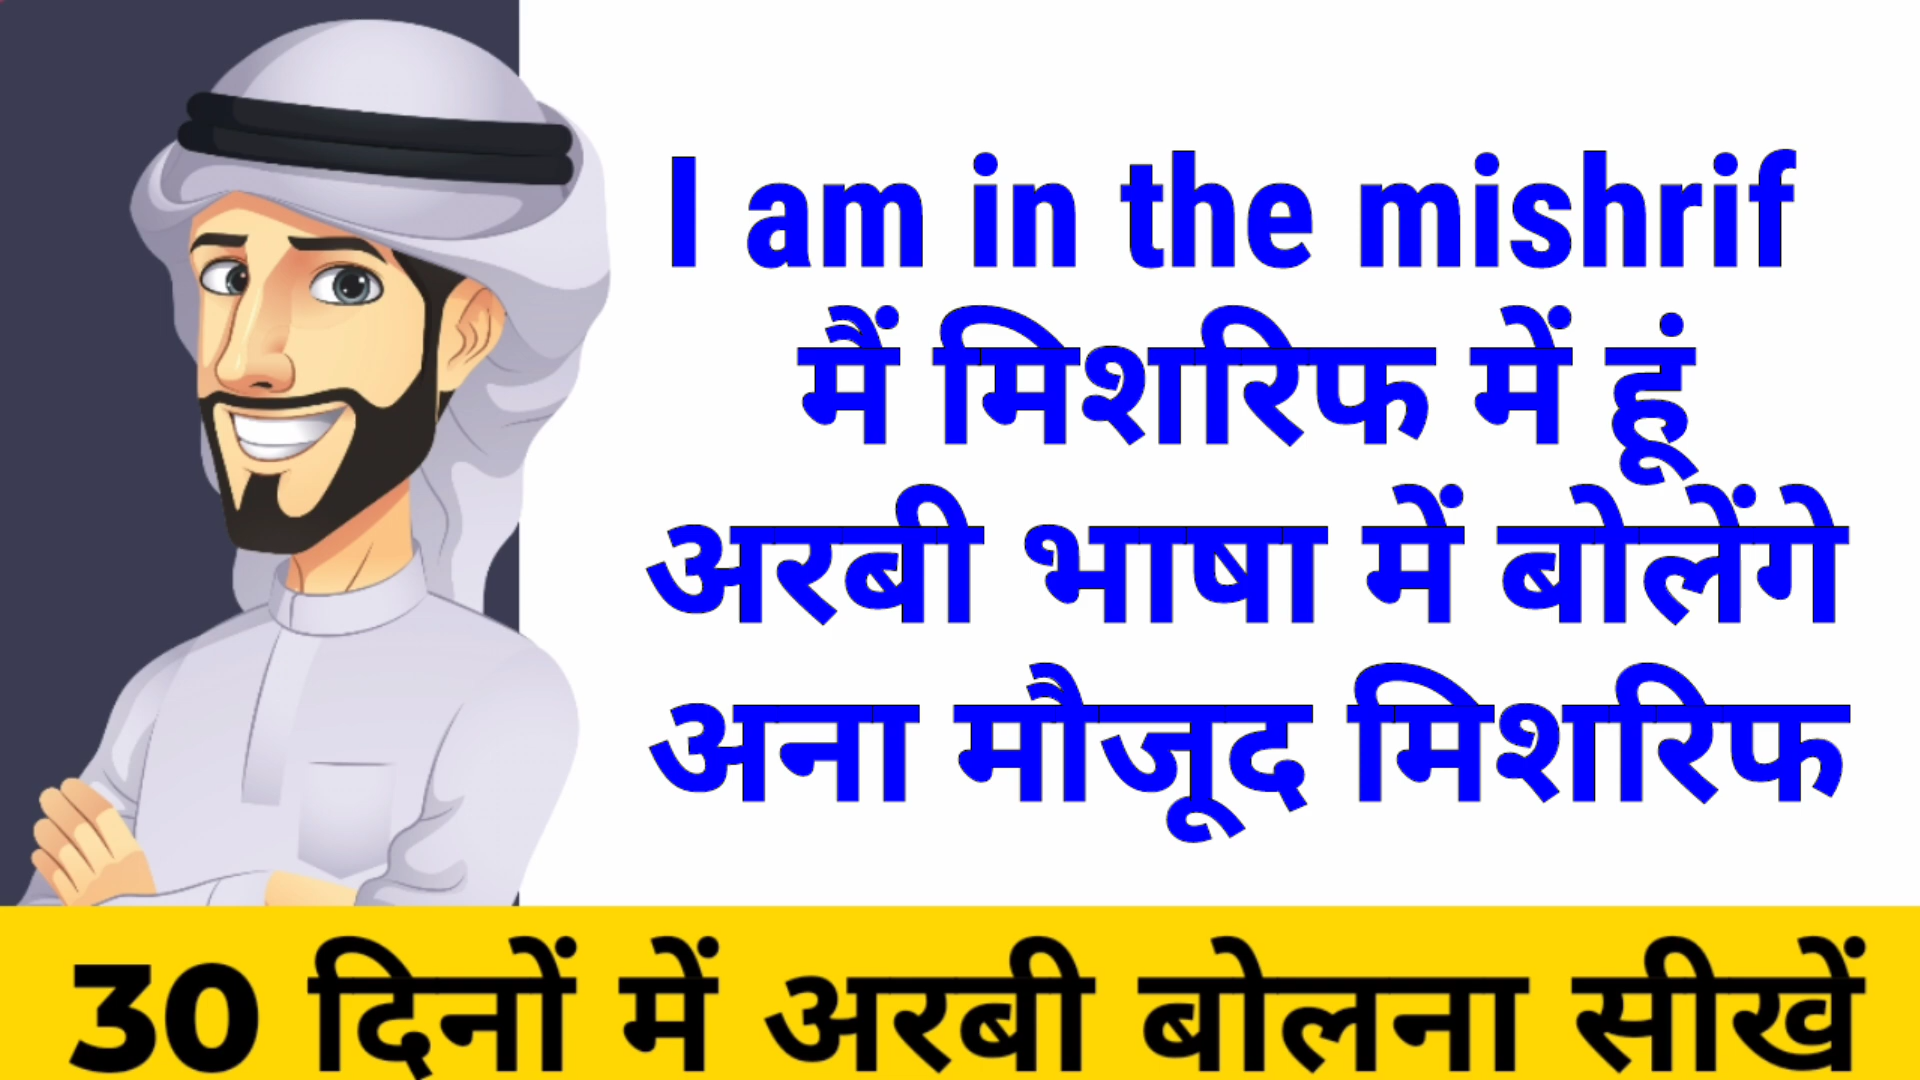 I am in the mishrif
मैं मिशरिफ में हूं
अरबी भाषा में बोलेंगे
अना मौजूद मिशरिफ
30 दिनों में अरबी बोलना सीखें